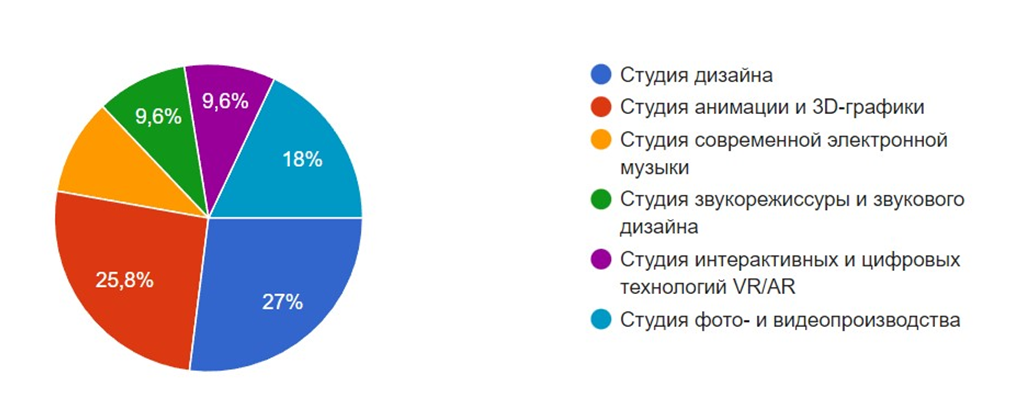 9,6%
9,6%
18%
25,8%
27%
Студия дизайна
Студия анимации и 3D-графики
Студия современной электронной
музыки
Студия звукорежиссуры и звукового
дизайна
Студия интерактивных и цифровых
технологий VR/AR
Студия фото- и видеопроизводства